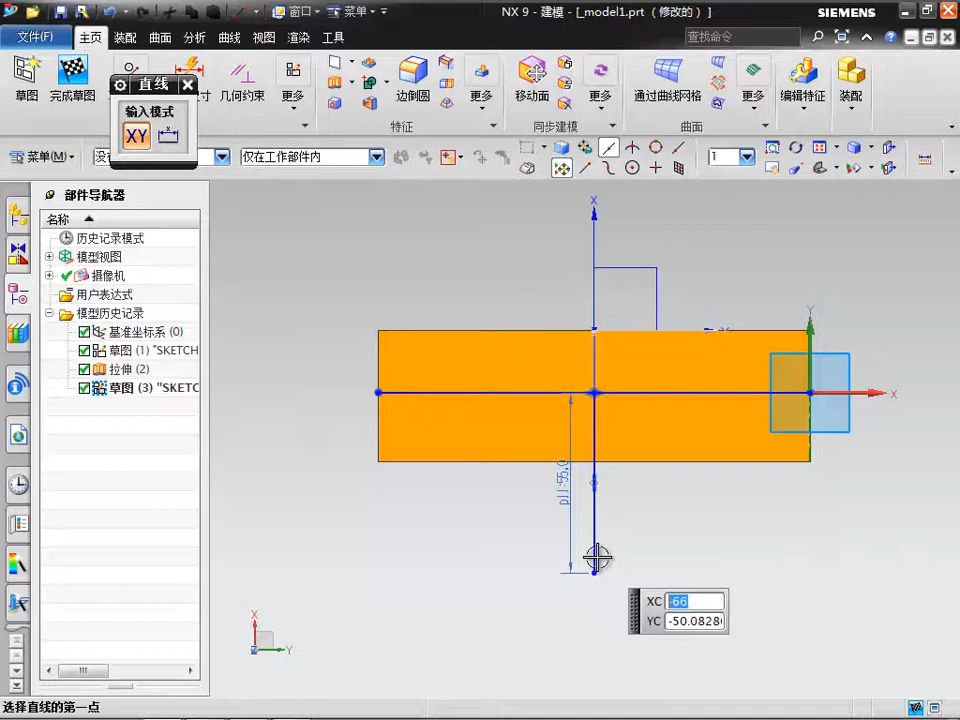 窗口 菜单 NX 9 - 建模 - [_model1.prt （修改的）] SIEMENS
文件(F) 主页 装配 曲面 分析 曲线 视图 渲染 工具 查找命令
直线
草图 完成草图 寸 几何约束 更多 边倒圆 更多 移动面 更多 通过曲线网格 更多 编辑特征 装配
输入模式
XY
特征 同步建模 曲面
菜单(M) 没 仅在工作部件内 1
部件导航器
名称
历史记录模式
模型视图
摄像机
用户表达式
模型历史记录
基准坐标系 (0)
草图 (1) "SKETCH
拉伸 (2)
草图 (3) "SKETC
X
Y
X
p11:55.0
XC -66
YC -50.0828
X
Z Y
选择直线的第一点